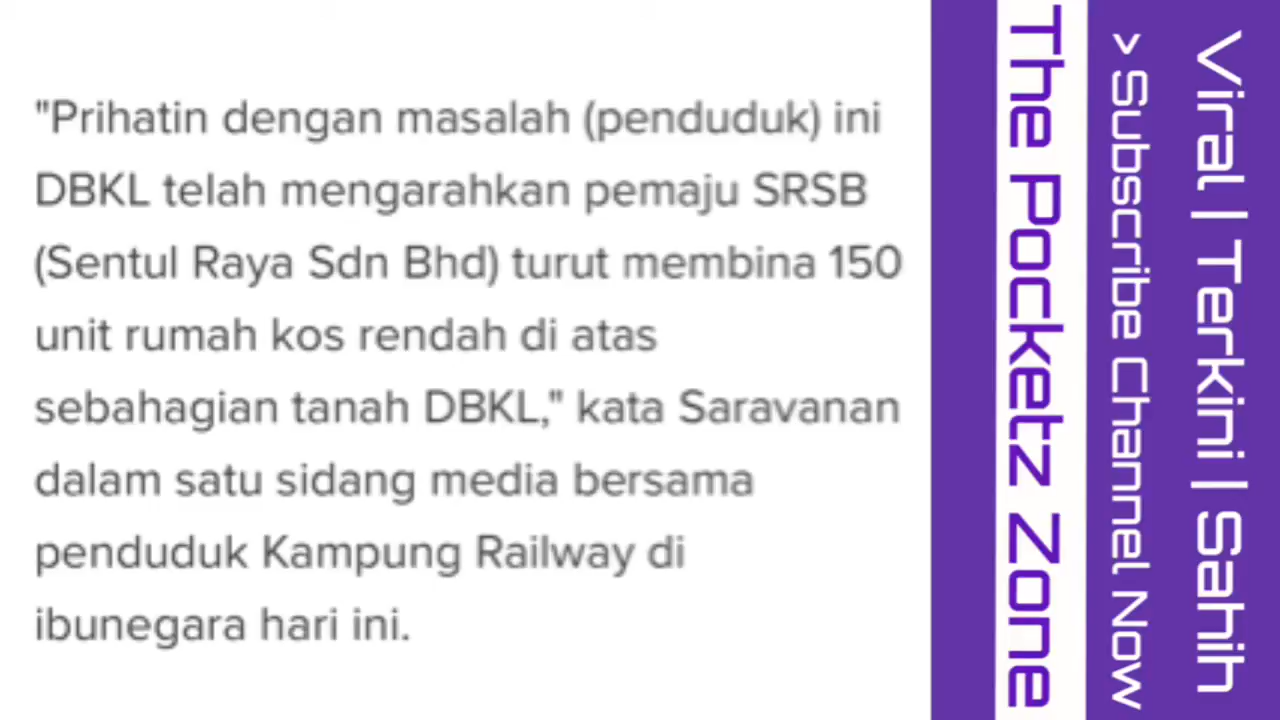 "Prihatin dengan masalah (penduduk) ini
DBKL telah mengarahkan pemaju SRSB
(Sentul Raya Sdn Bhd) turut membina 150
unit rumah kos rendah di atas
sebahagian tanah DBKL," kata Saravanan
dalam satu sidang media bersama
penduduk Kampung Railway di
ibunegara hari ini.
Viral | Terkini | Sahih
> Subscribe Channel Now
The Pocketz Zone